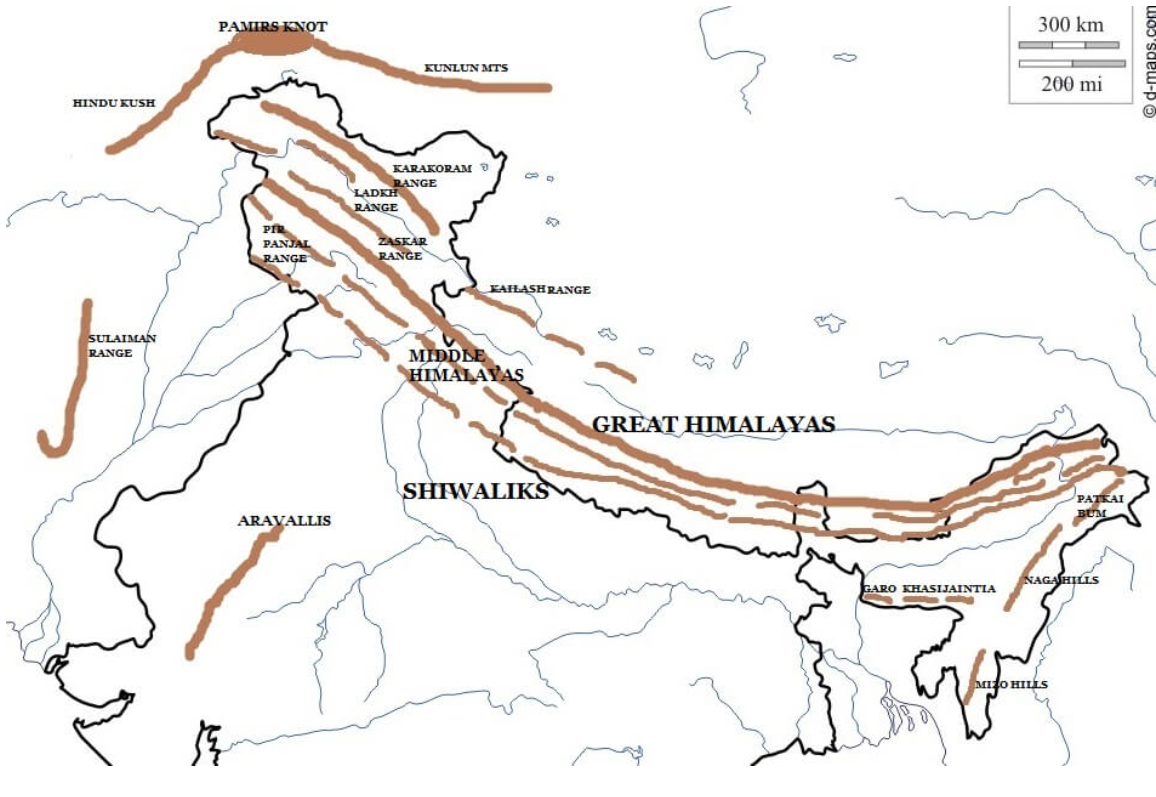 PAMIRS KNOT
300 km
200 mi
© d-maps.com
KUNLUN MTS
HINDU KUSH
KARAKORAM
RANGE
LADKH
RANGE
PIR
PANJAL
RANGE
ZASKAR
RANGE
KAILASH RANGE
SULAIMAN
RANGE
MIDDLE
HIMALAYAS
GREAT HIMALAYAS
SHIWALIKS
PATKAI
BUM
ARAVALLIS
NAGA HILLS
GARO KHASIJAINTIA
MIZO HILLS